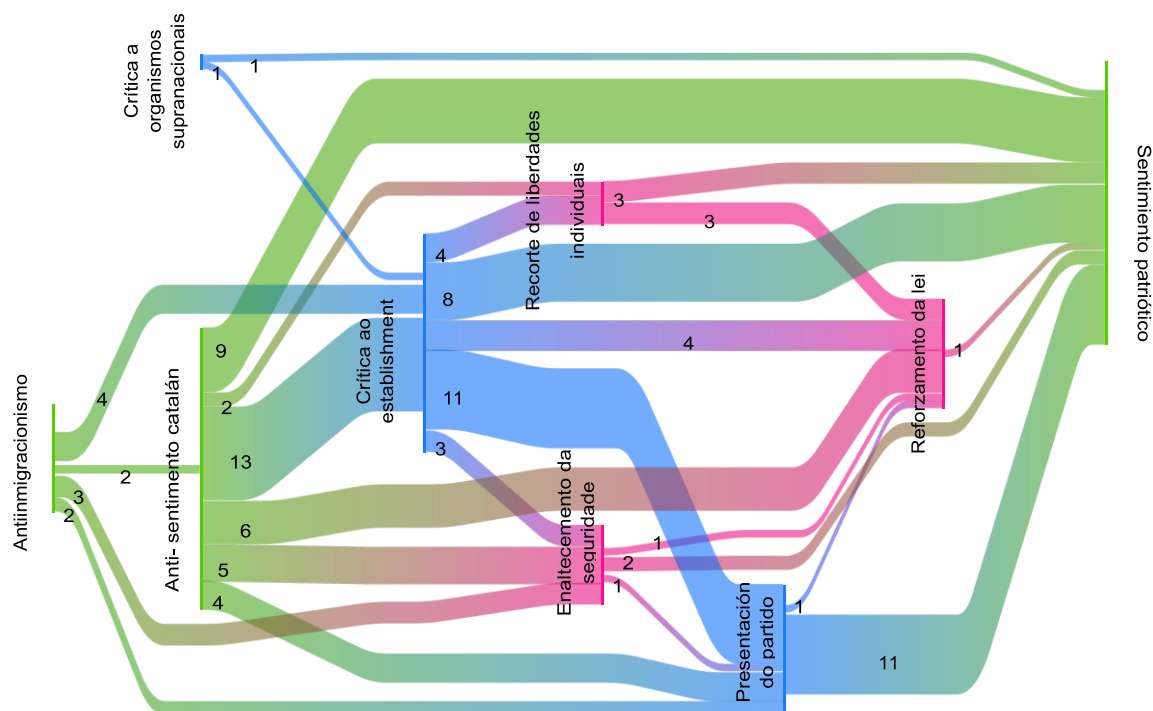 Crítica a
organismos
supranacionais
1
1
Antiinmigracionismo
4
2
3
2
Anti- sentimento catalán
9
2
13
6
5
4
Crítica ao
establishment
4
8
4
11
3
Recorte de liberdades
individuais
3
3
Enaltecemento da
seguridade
1
2
1
Presentación
do partido
1
11
Reforzamento da lei
1
Sentimiento patriótico